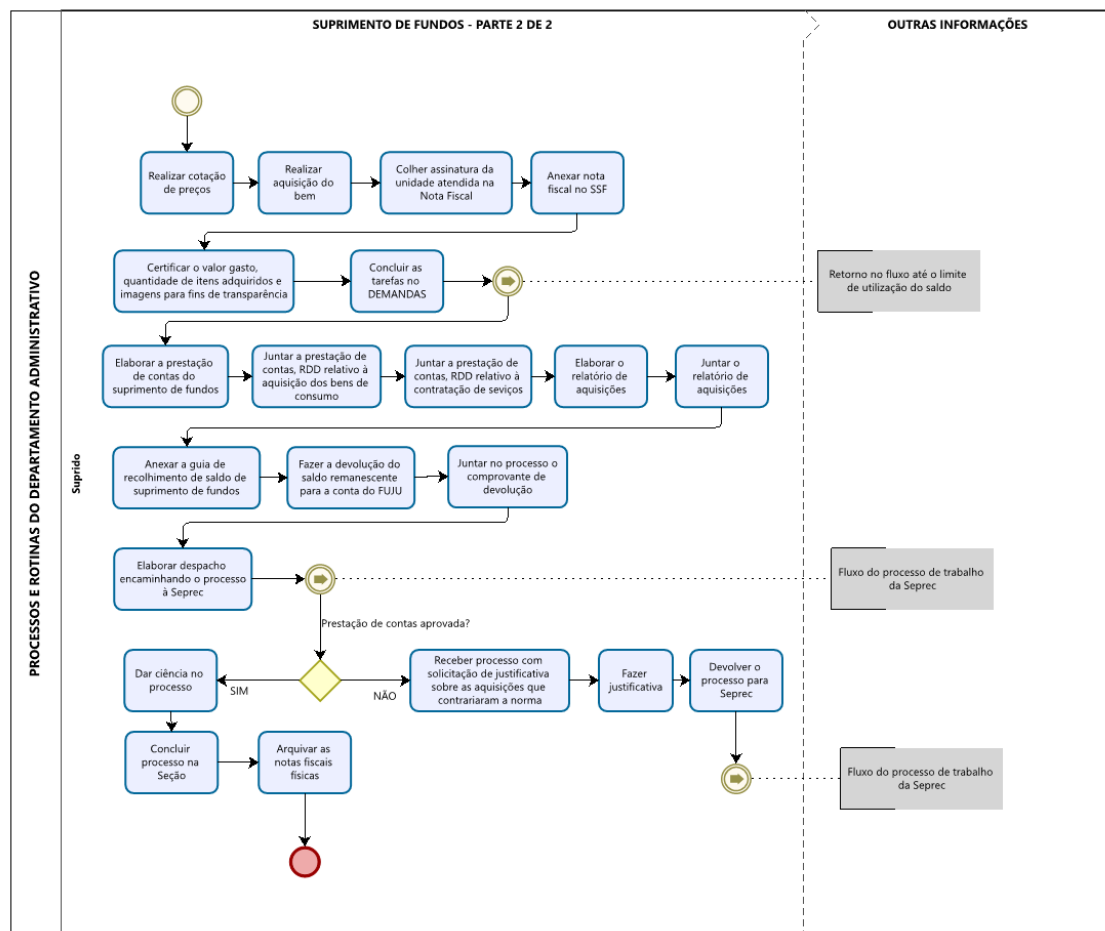 SUPRIMENTO DE FUNDOS - PARTE 2 DE 2
OUTRAS INFORMAÇÕES
PROCESSOS E ROTINAS DO DEPARTAMENTO ADMINISTRATIVO
Suprido
Realizar cotação
de preços
Realizar
aquisição do
bem
Colher assinatura da
unidade atendida na
Nota Fiscal
Anexar nota
fiscal no SSF
Certificar o valor gasto,
quantidade de itens adquiridos e
imagens para fins de transparência
Concluir as
tarefas no
DEMANDAS
Retorno no fluxo até o limite
de utilização do saldo
Elaborar a prestação
de contas do
suprimento de fundos
Juntar a prestação de
contas, RDD relativo à
aquisição dos bens de
consumo
Juntar a prestação de
contas, RDD relativo à
contratação de seviços
Elaborar o
relatório de
aquisições
Juntar o
relatório de
aquisições
Anexar a guia de
recolhimento de saldo de
suprimento de fundos
Fazer a devolução do
saldo remanescente
para a conta do FUJU
Juntar no processo o
comprovante de
devolução
Elaborar despacho
encaminhando o processo
à Seprec
Fluxo do processo de trabalho
da Seprec
Prestação de contas aprovada?
Dar ciência no
processo
SIM
NÃO
Receber processo com
solicitação de justificativa
sobre as aquisições que
contrariaram a norma
Fazer
justificativa
Devolver o
processo para
Seprec
Concluir
processo na
Seção
Arquivar as
notas fiscais
físicas
Fluxo do processo de trabalho
da Seprec